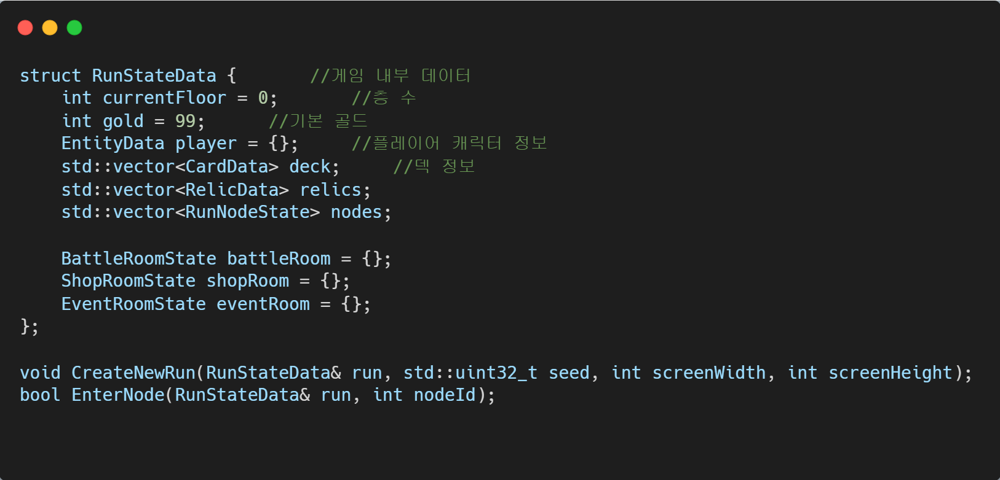 struct RunStateData {       //게임 내부 데이터
    int currentFloor = 0;       //층 수
    int gold = 99;      //기본 골드
    EntityData player = {};     //플레이어 캐릭터 정보
    std::vector<CardData> deck;     //덱 정보
    std::vector<RelicData> relics;
    std::vector<RunNodeState> nodes;

    BattleRoomState battleRoom = {};
    ShopRoomState shopRoom = {};
    EventRoomState eventRoom = {};
};

void CreateNewRun(RunStateData& run, std::uint32_t seed, int screenWidth, int screenHeight);
bool EnterNode(RunStateData& run, int nodeId);